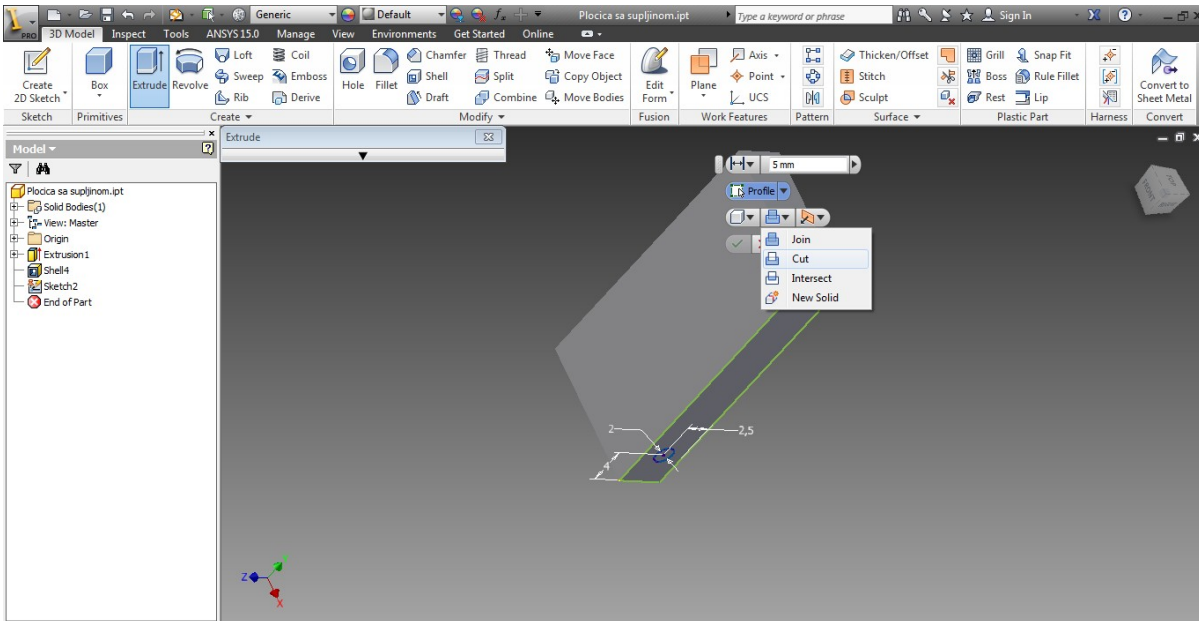 Generic Default fx Plocica sa supljinom.ipt Type a keyword or phrase Sign In
PRO 3D Model Inspect Tools ANSYS 15.0 Manage View Environments Get Started Online
Create 2D Sketch
Box
Extrude Revolve
Loft Coil
Sweep Emboss
Rib Derive
Hole Fillet
Chamfer Thread Move Face
Shell Split Copy Object
Draft Combine Move Bodies
Edit Form
Plane
Axis
Point
UCS
Thicken/Offset
Stitch
Sculpt
Grill Snap Fit
Boss Rule Fillet
Rest Lip
Convert to Sheet Metal
Sketch Primitives Create Modify Fusion Work Features Pattern Surface Plastic Part Harness Convert
Model
Extrude
Plocica sa supljinom.ipt
Solid Bodies(1)
View: Master
Origin
Extrusion1
Shell4
Sketch2
End of Part
5 mm
Profile
Join
Cut
Intersect
New Solid
2
2,5
4
Z
X